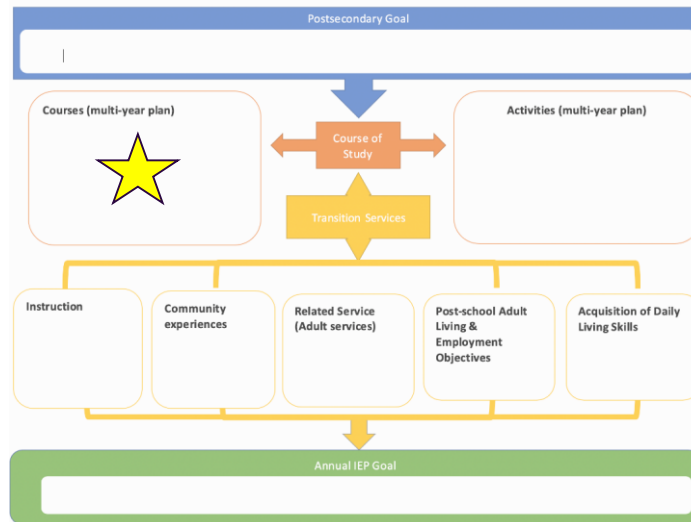 Postsecondary Goal
Courses (multi-year plan)
Course of
Study
Activities (multi-year plan)
Transition Services
Instruction
Community
experiences
Related Service
(Adult services)
Post-school Adult
Living &
Employment
Objectives
Acquisition of Daily
Living Skills
Annual IEP Goal